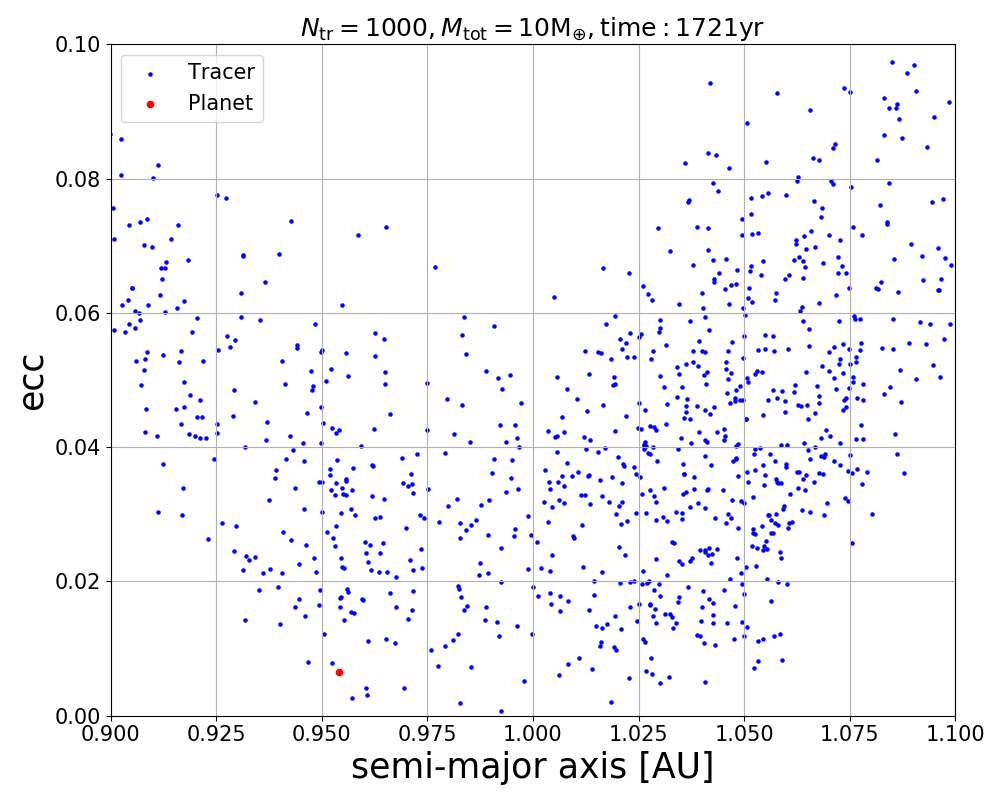 N_tr = 1000, M_tot = 10M_⊕, time : 1721yr
Tracer
Planet
ecc
0.10
0.08
0.06
0.04
0.02
0.00
0.900 0.925 0.950 0.975 1.000 1.025 1.050 1.075 1.100
semi-major axis [AU]